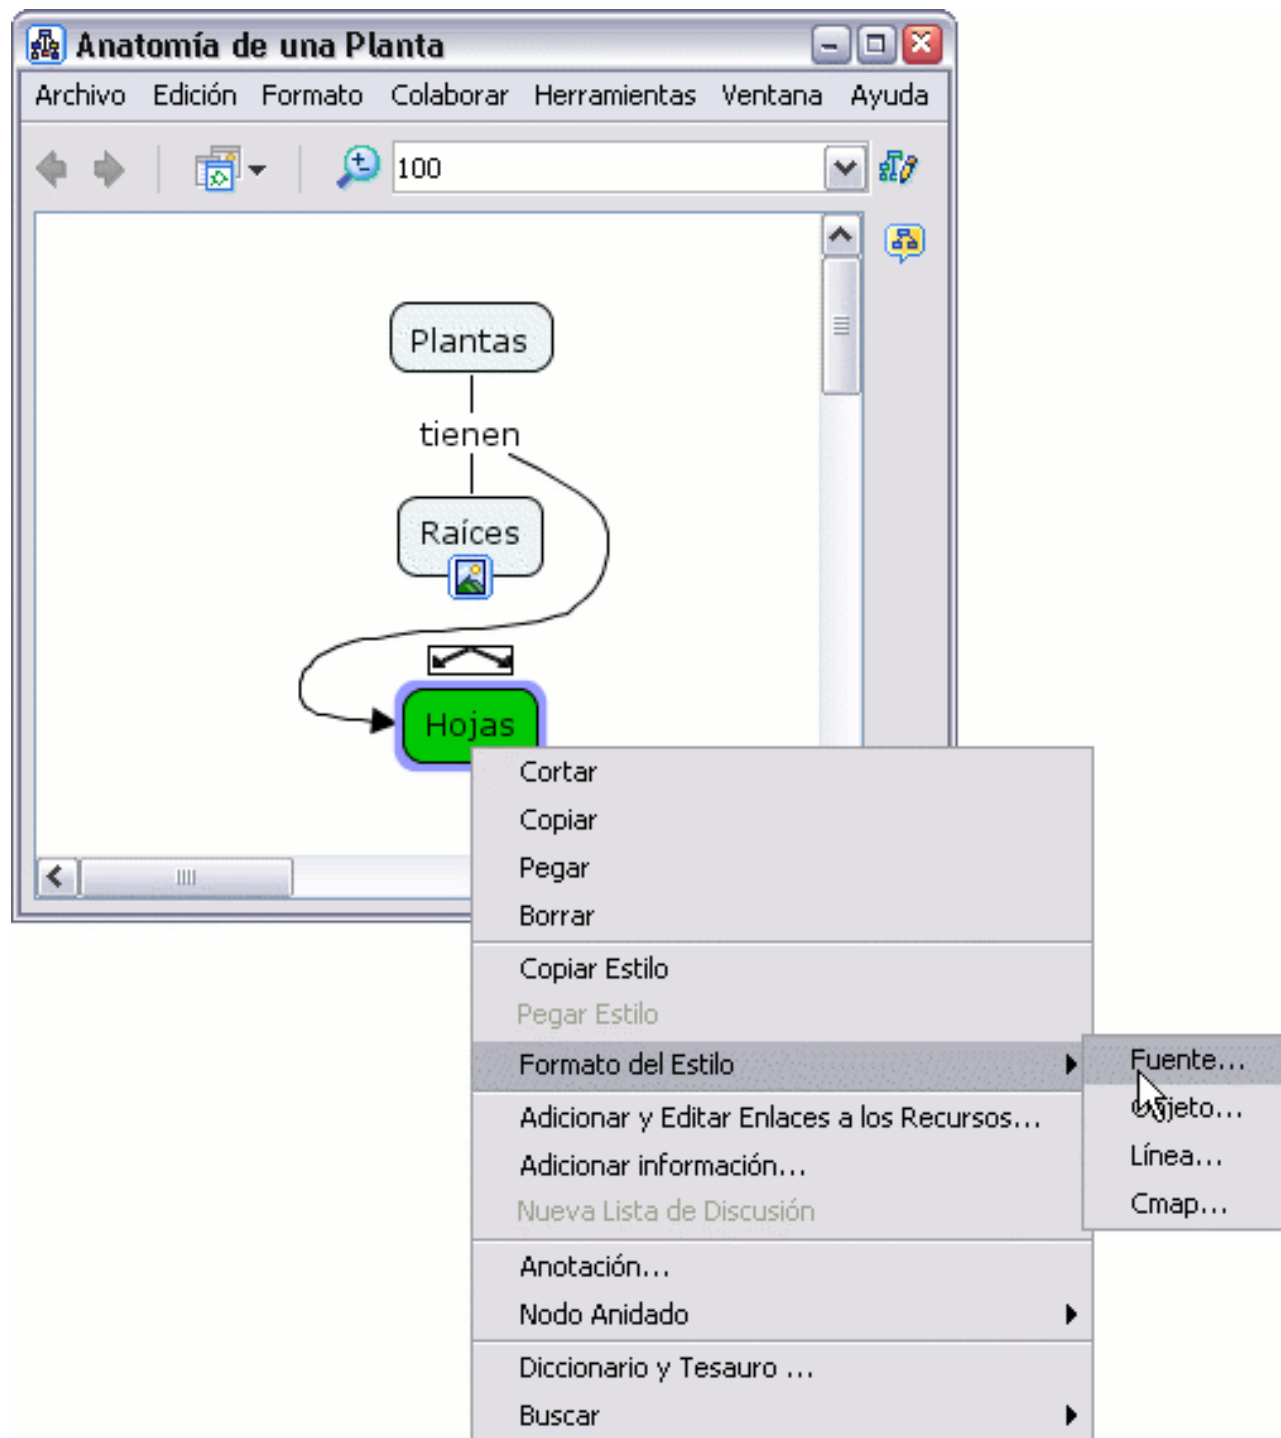 Anatomía de una Planta
Archivo Edición Formato Colaborar Herramientas Ventana Ayuda
100
Plantas
tienen
Raíces
Hojas
Cortar
Copiar
Pegar
Borrar
Copiar Estilo
Pegar Estilo
Formato del Estilo
Fuente...
Objeto...
Línea...
Cmap...
Adicionar y Editar Enlaces a los Recursos...
Adicionar información...
Nueva Lista de Discusión
Anotación...
Nodo Anidado
Diccionario y Tesauro ...
Buscar